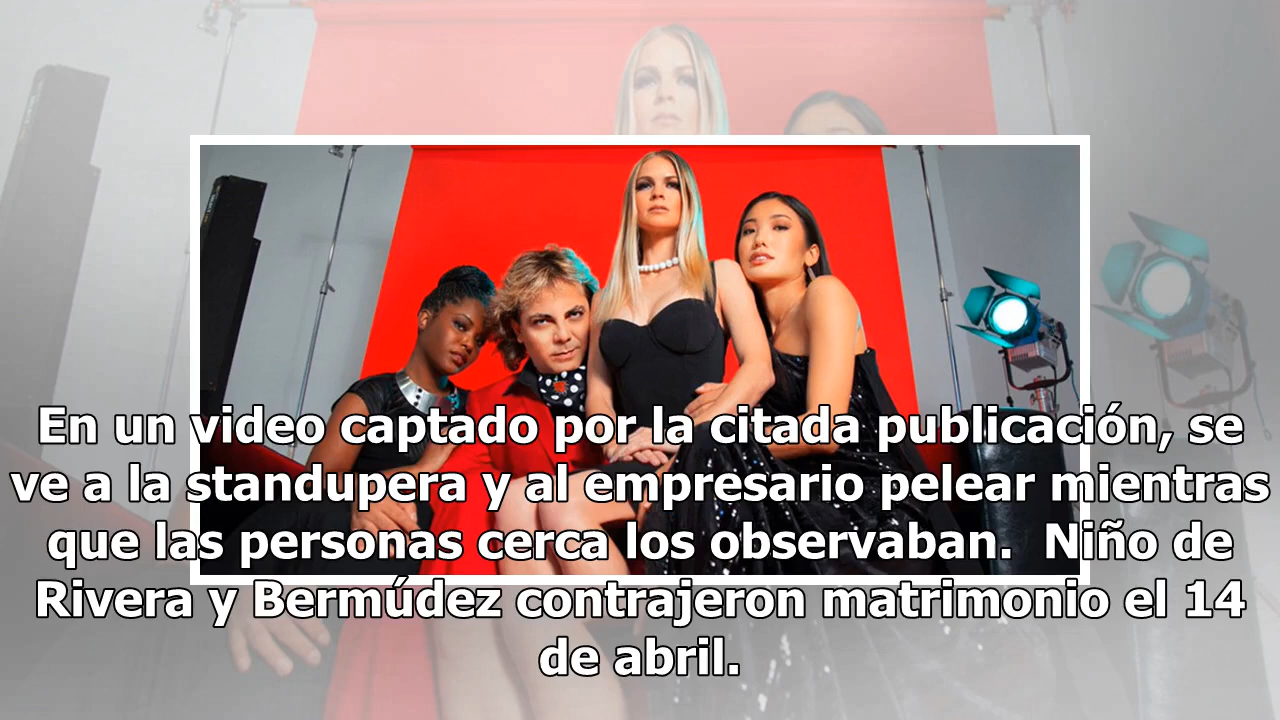 En un video captado por la citada publicación, se
ve a la standupera y al empresario pelear mientras
que las personas cerca los observaban.  Niño de
Rivera y Bermúdez contrajeron matrimonio el 14
de abril.